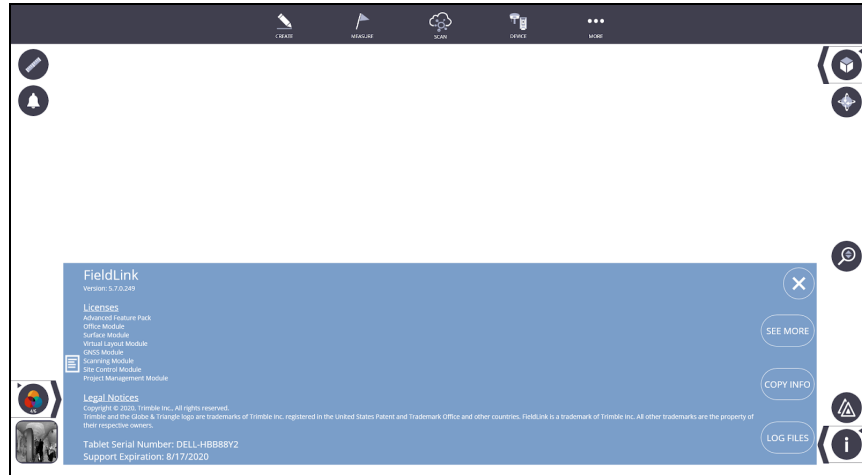 CREATE
MEASURE
SCAN
DEVICE
MORE
FieldLink
Version: 5.7.0.249
Licenses
Advanced Feature Pack
Office Module
Surface Module
Virtual Layout Module
GNSS Module
Scanning Module
Site Control Module
Project Management Module
Legal Notices
Copyright © 2020, Trimble Inc., All rights reserved.
Trimble and the Globe & Triangle logo are trademarks of Trimble Inc. registered in the United States Patent and Trademark Office and other countries. FieldLink is a trademark of Trimble Inc. All other trademarks are the property of
their respective owners.
Tablet Serial Number: DELL-HBB88Y2
Support Expiration: 8/17/2020
SEE MORE
COPY INFO
LOG FILES